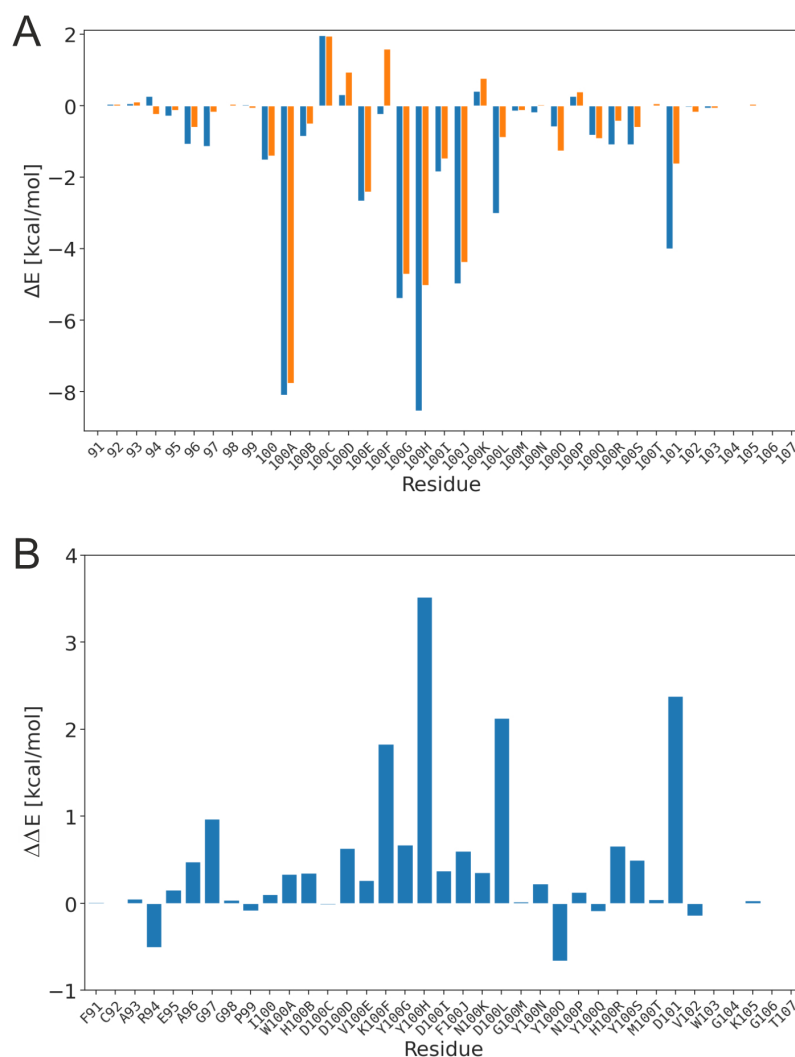 A
2
0
−2
−4
−6
−8
ΔE [kcal/mol]
91 92 93 94 95 96 97 98 99 100 100A 100B 100C 100D 100E 100F 100G 100H 100I 100J 100K 100L 100M 100N 100O 100P 100Q 100R 100S 100T 101 102 103 104 105 106 107
Residue
B
4
3
2
1
0
−1
ΔΔE [kcal/mol]
F91 C92 A93 R94 E95 A96 G97 G98 P99 I100 W100A H100B D100C D100D V100E K100F Y100G Y100H D100I F100J N100K D100L G100M Y100N Y100O N100P Y100Q H100R Y100S M100T D101 V102 W103 G104 K105 G106 T107
Residue